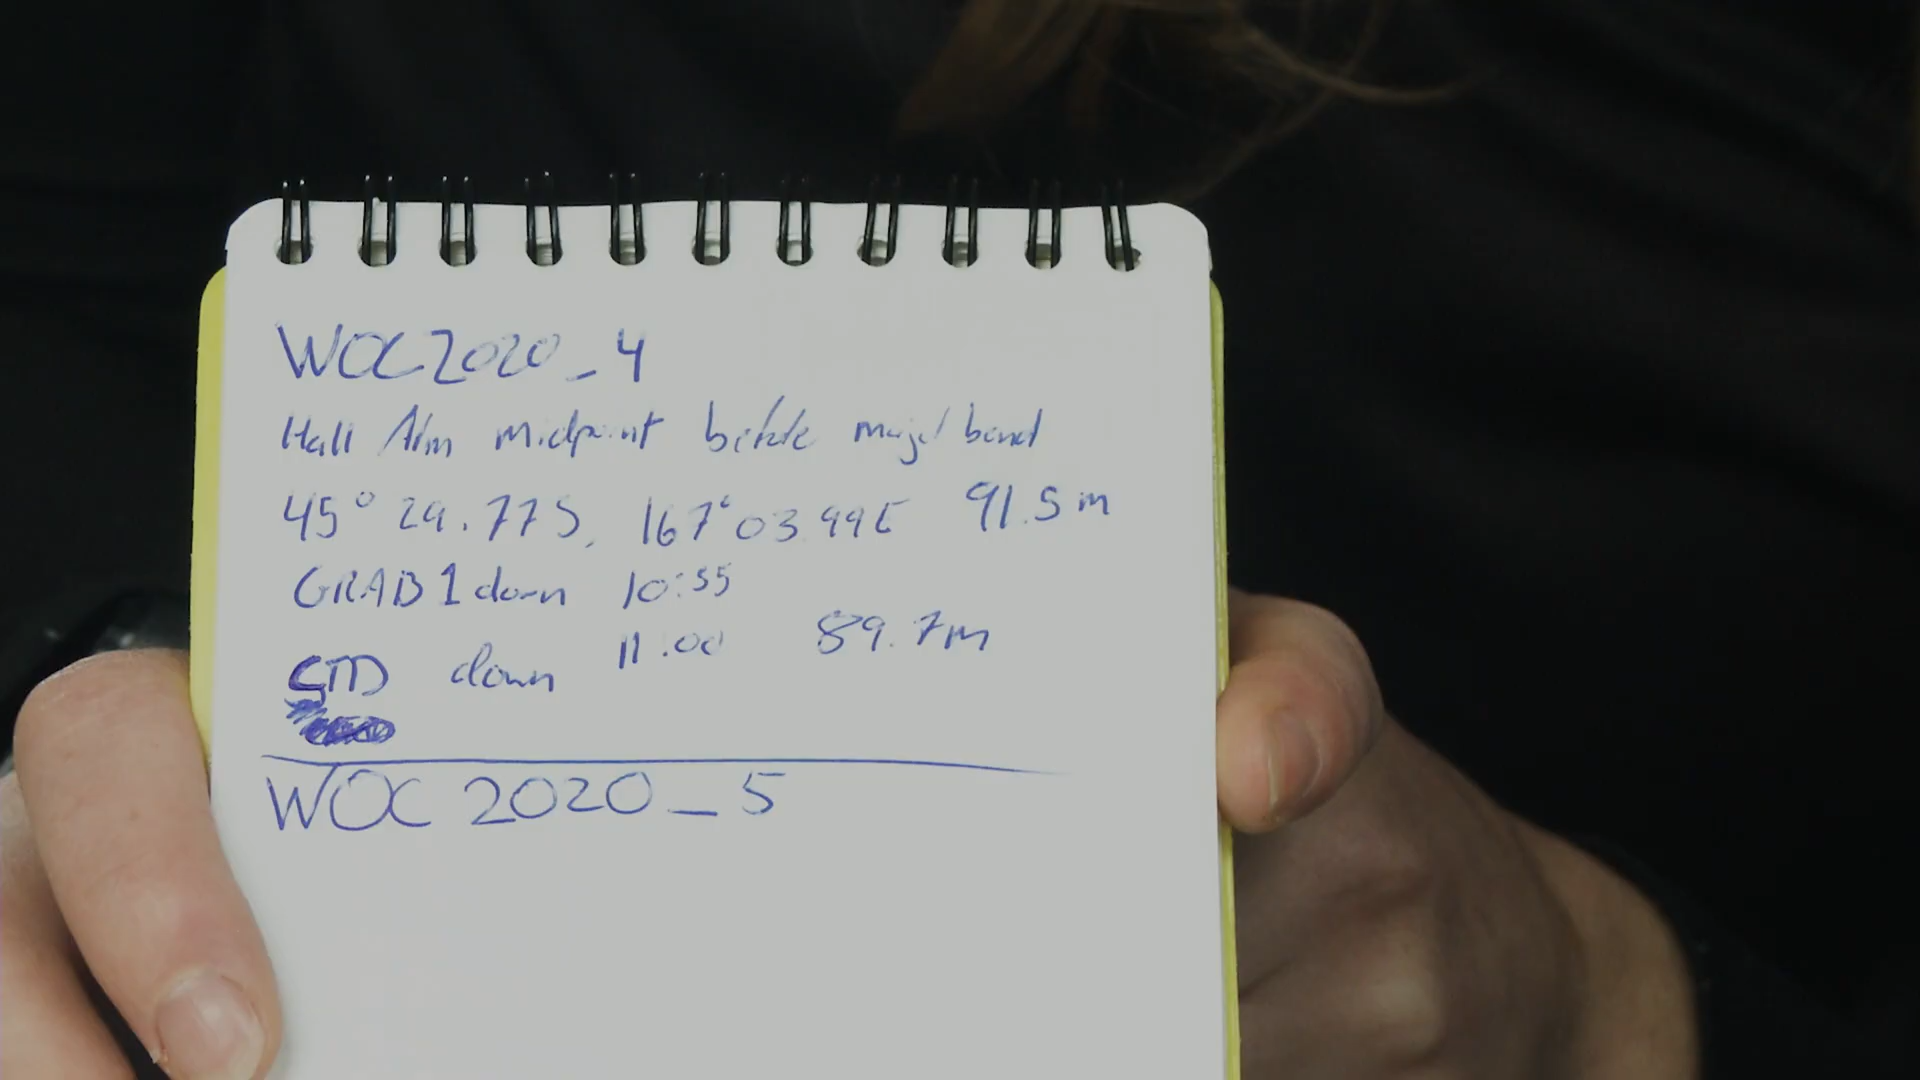 WOC2020_4
Hall Arm midpoint before major bend
45° 29.77S, 167° 03.99E 91.5m
GRAB 1 down 10:55
CTD down 11:00 89.7m
WOC 2020_5